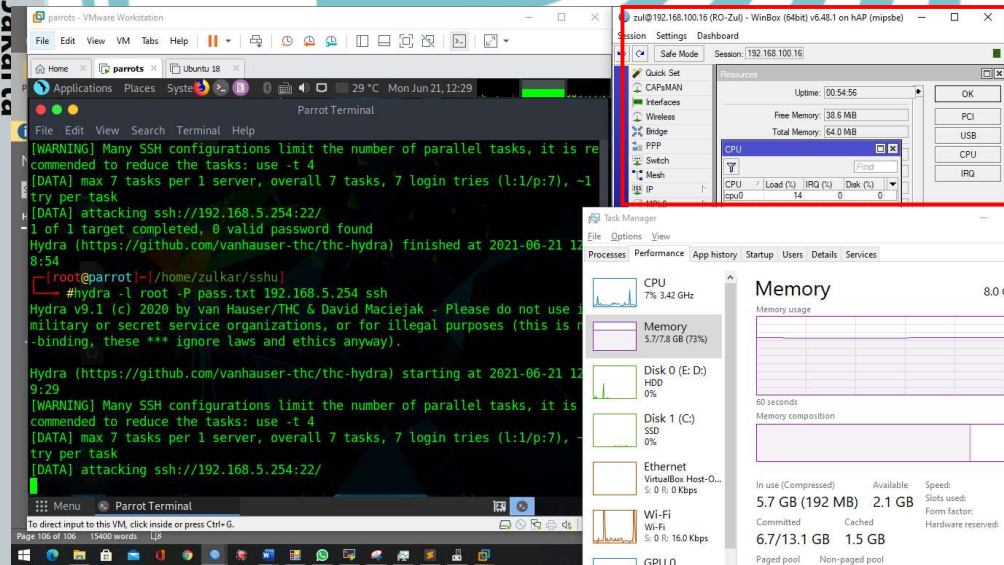 Jakarta
parrots - VMware Workstation
File Edit View VM Tabs Help
Home parrots Ubuntu 18
Applications Places Syste 29 °C Mon Jun 21, 12:29
Parrot Terminal
File Edit View Search Terminal Help
[WARNING] Many SSH configurations limit the number of parallel tasks, it is re
commended to reduce the tasks: use -t 4
[DATA] max 7 tasks per 1 server, overall 7 tasks, 7 login tries (l:1/p:7), ~1
try per task
[DATA] attacking ssh://192.168.5.254:22/
1 of 1 target completed, 0 valid password found
Hydra (https://github.com/vanhauser-thc/thc-hydra) finished at 2021-06-21 12
8:54
[root@parrot]-[/home/zulkar/sshu]
#hydra -l root -P pass.txt 192.168.5.254 ssh
Hydra v9.1 (c) 2020 by van Hauser/THC & David Maciejak - Please do not use i
military or secret service organizations, or for illegal purposes (this is n
-binding, these *** ignore laws and ethics anyway).
Hydra (https://github.com/vanhauser-thc/thc-hydra) starting at 2021-06-21 12
9:29
[WARNING] Many SSH configurations limit the number of parallel tasks, it is
commended to reduce the tasks: use -t 4
[DATA] max 7 tasks per 1 server, overall 7 tasks, 7 login tries (l:1/p:7), ~
try per task
[DATA] attacking ssh://192.168.5.254:22/
Menu Parrot Terminal
To direct input to this VM, click inside or press Ctrl+G.
Page 106 of 106 15400 words
zul@192.168.100.16 (RO-Zul) - WinBox (64bit) v6.48.1 on hAP (mipsbe)
Session Settings Dashboard
Safe Mode Session: 192.168.100.16
Quick Set
CAPsMAN
Interfaces
Wireless
Bridge
PPP
Switch
Mesh
IP
MPLS
Resources
Uptime: 00:54:56
Free Memory: 38.6 MiB
Total Memory: 64.0 MiB
OK
PCI
USB
CPU
IRQ
CPU
Find
CPU Load (%) IRQ (%) Disk (%)
cpu0 14 0 0
Task Manager
File Options View
Processes Performance App history Startup Users Details Services
CPU
7% 3.42 GHz
Memory
5.7/7.8 GB (73%)
Disk 0 (E: D:)
HDD
0%
Disk 1 (C:)
SSD
0%
Ethernet
VirtualBox Host-O...
S: 0 R: 0 Kbps
Wi-Fi
Wi-Fi
S: 0 R: 16.0 Kbps
GPU 0
Memory 8.0
Memory usage
60 seconds
Memory composition
In use (Compressed) Available Speed:
5.7 GB (192 MB) 2.1 GB Slots used:
Form factor:
Committed Cached Hardware reserved:
6.7/13.1 GB 1.5 GB
Paged pool Non-paged pool